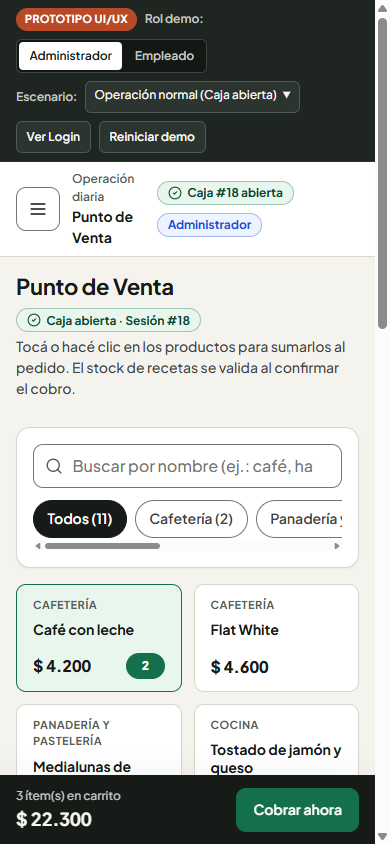 PROTOTIPO UI/UX Rol demo:
Administrador Empleado
Escenario: Operación normal (Caja abierta) ▼
Ver Login Reiniciar demo
Operación
diaria
Punto de
Venta
Caja #18 abierta
Administrador
Punto de Venta
Caja abierta · Sesión #18
Tocá o hacé clic en los productos para sumarlos al
pedido. El stock de recetas se valida al confirmar
el cobro.
Buscar por nombre (ej.: café, ha
Todos (11) Cafetería (2) Panadería y
CAFETERÍA
Café con leche
$ 4.200 2
CAFETERÍA
Flat White
$ 4.600
PANADERÍA Y
PASTELERÍA
Medialunas de
COCINA
Tostado de jamón y
queso
3 ítem(s) en carrito
$ 22.300
Cobrar ahora